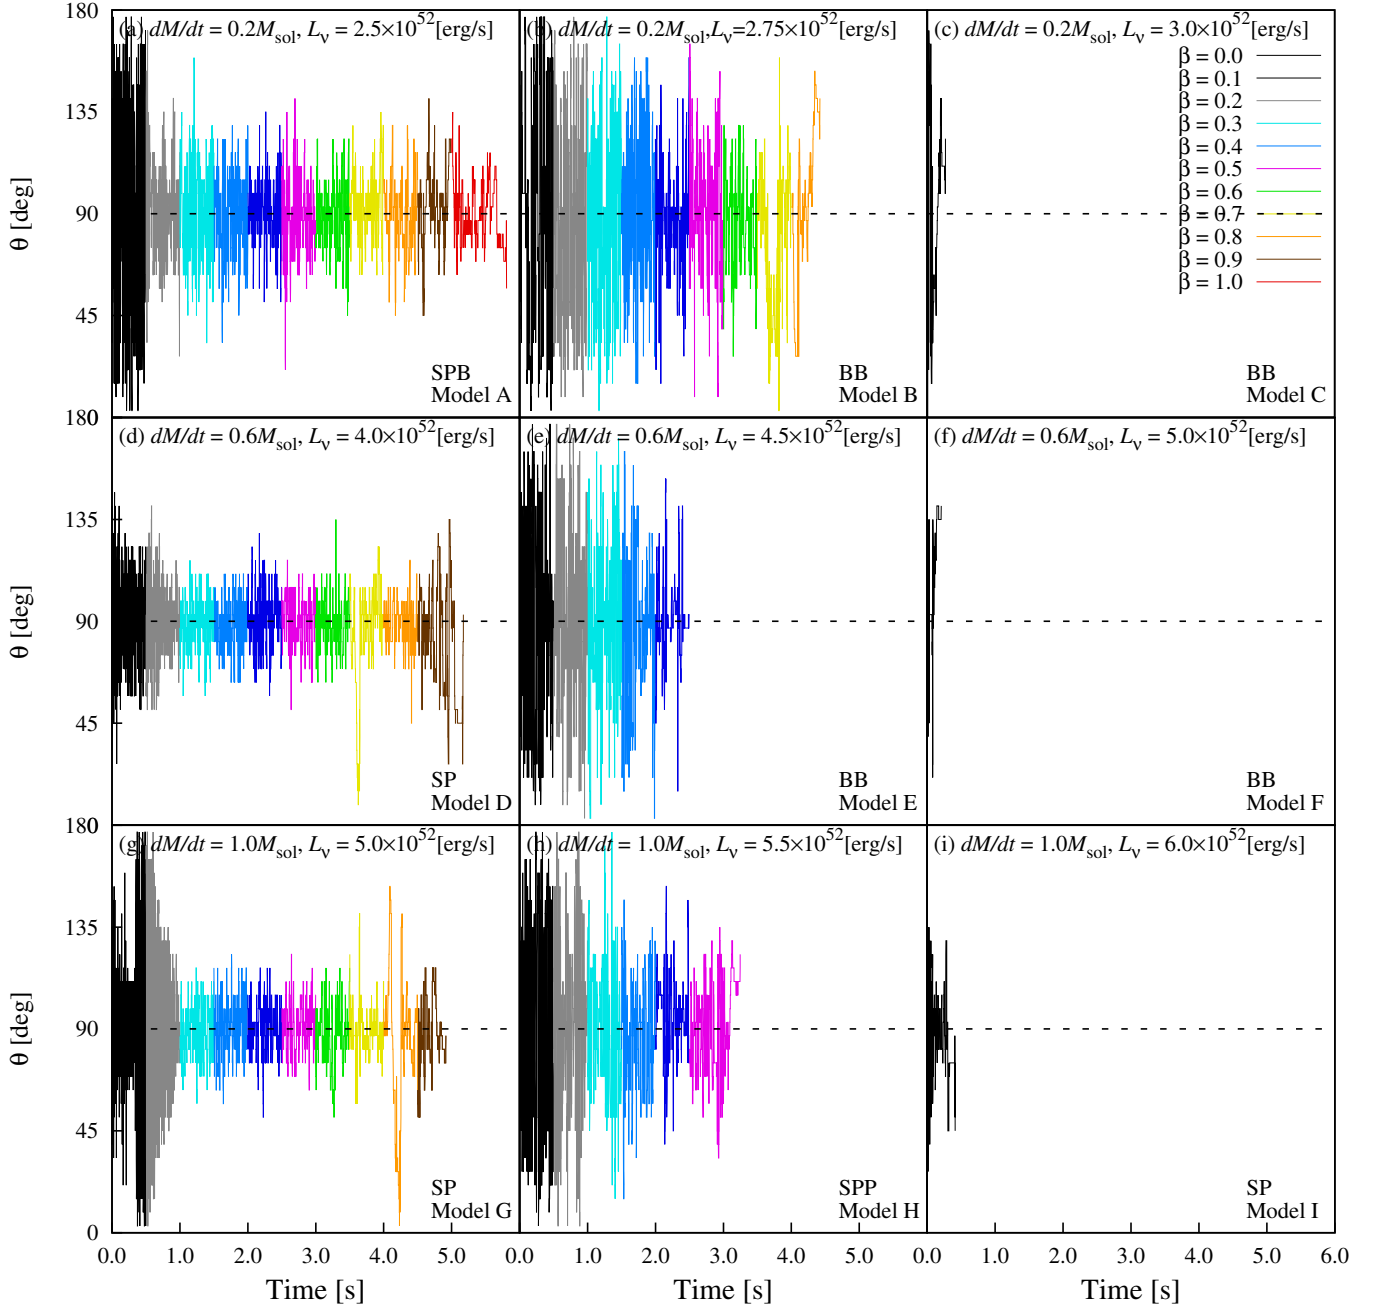 180 (a) dM/dt = 0.2M_sol, L_ν = 2.5×10^52[erg/s] (b) dM/dt = 0.2M_sol, L_ν=2.75×10^52[erg/s] (c) dM/dt = 0.2M_sol, L_ν = 3.0×10^52[erg/s]
β = 0.0
β = 0.1
135
β = 0.2
β = 0.3
β = 0.4
β = 0.5
β = 0.6
90
β = 0.7
β = 0.8
β = 0.9
β = 1.0
θ [deg]
45
SPB BB BB
Model A Model B Model C
180
(d) dM/dt = 0.6M_sol, L_ν = 4.0×10^52[erg/s] (e) dM/dt = 0.6M_sol, L_ν = 4.5×10^52[erg/s] (f) dM/dt = 0.6M_sol, L_ν = 5.0×10^52[erg/s]
135
90
θ [deg]
45
SP BB BB
Model D Model E Model F
180
(g) dM/dt = 1.0M_sol, L_ν = 5.0×10^52[erg/s] (h) dM/dt = 1.0M_sol, L_ν = 5.5×10^52[erg/s] (i) dM/dt = 1.0M_sol, L_ν = 6.0×10^52[erg/s]
135
90
θ [deg]
45
SP SPP SP
Model G Model H Model I
0
0.0 1.0 2.0 3.0 4.0 5.0 0.0 1.0 2.0 3.0 4.0 5.0 0.0 1.0 2.0 3.0 4.0 5.0 6.0
Time [s] Time [s] Time [s]